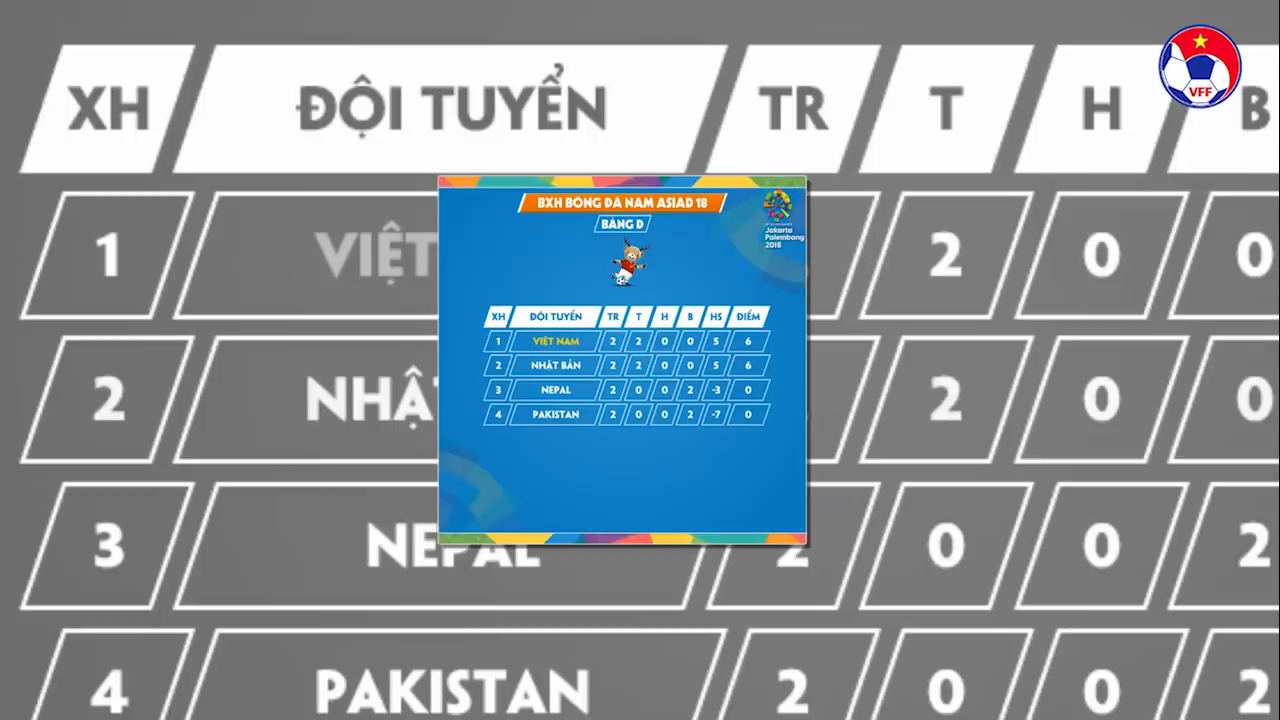 XH ĐỘI TUYỂN TR T H B
VFF
1 VIỆT 2 0 0
2 NHẬ 2 0 0
3 NEPAL 2 0 0 2
4 PAKISTAN 2 0 0 2
BXH BÓNG ĐÁ NAM ASIAD 18
BẢNG D
Jakarta
Palembang
2018
XH ĐỘI TUYỂN TR T H B HS ĐIỂM
1 VIỆT NAM 2 2 0 0 5 6
2 NHẬT BẢN 2 2 0 0 5 6
3 NEPAL 2 0 0 2 -3 0
4 PAKISTAN 2 0 0 2 -7 0